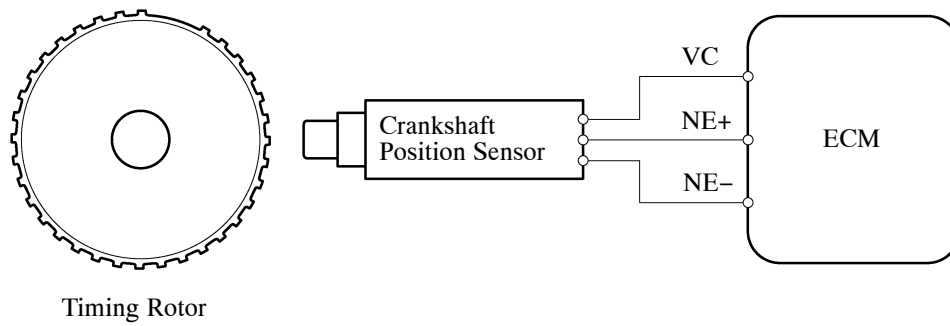 VC
Crankshaft
Position Sensor
NE+
ECM
NE−
Timing Rotor